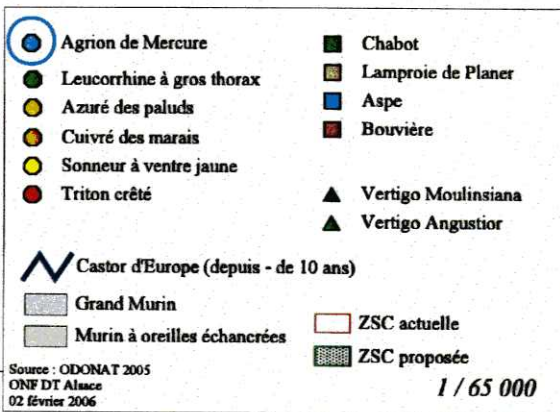 Agrion de Mercure
Leucorrhine à gros thorax
Azuré des paluds
Cuivré des marais
Sonneur à ventre jaune
Triton crêté
Chabot
Lamproie de Planer
Aspe
Bouvière
Vertigo Moulinsiana
Vertigo Angustior
Castor d'Europe (depuis - de 10 ans)
Grand Murin
Murin à oreilles échancrées
ZSC actuelle
ZSC proposée
Source : ODONAT 2005
ONF DT Alsace
02 février 2006
1 / 65 000